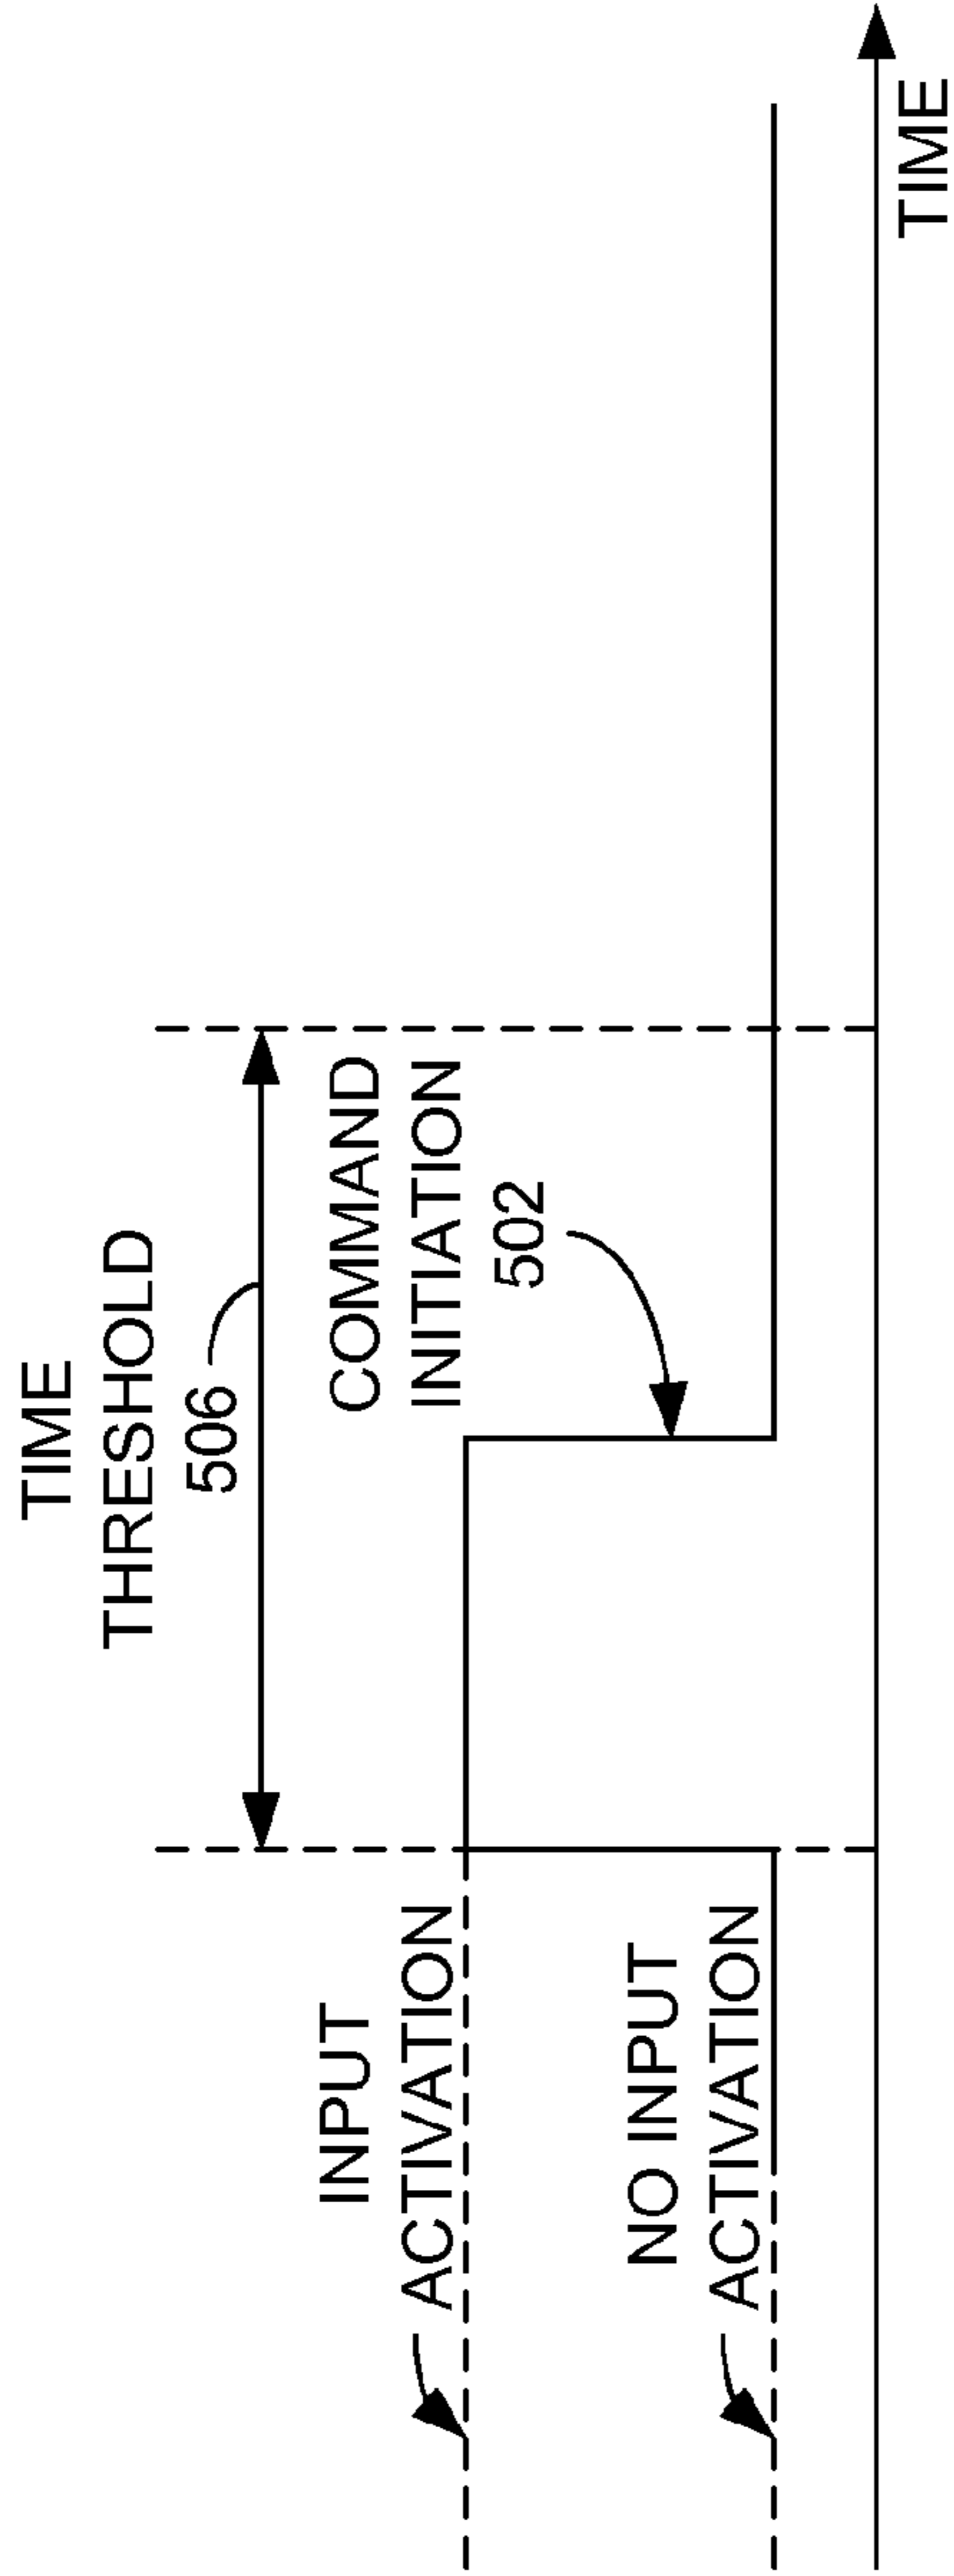 TIME
THRESHOLD
506
INPUT
ACTIVATION
COMMAND
INITIATION
502
NO INPUT
ACTIVATION
TIME